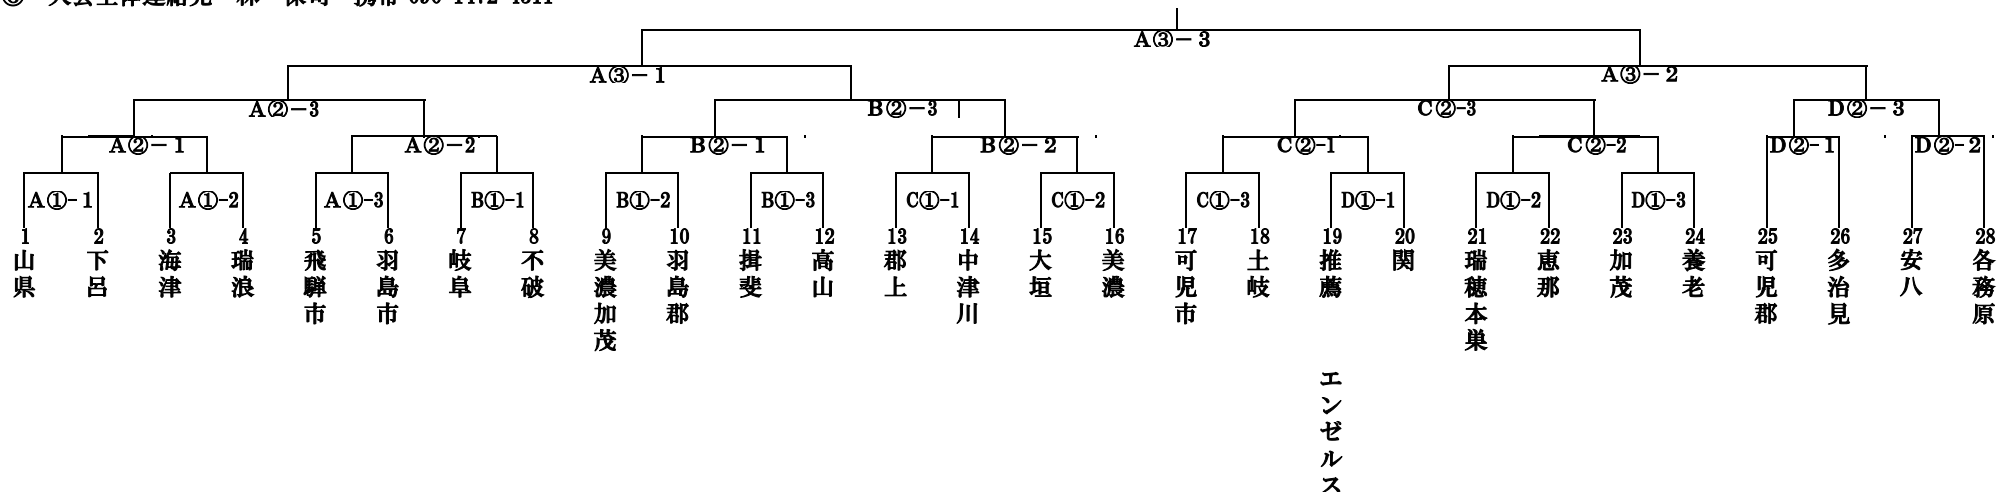 A③－3
A③－1
A③－2
A②－3
B②－3
C②-3
D②－3
A②－1
A②－2
B②－1
B②－2
C②-1
C②-2
D②-1
D②-2
A①-1
A①-2
A①-3
B①-1
B①-2
B①-3
C①-1
C①-2
C①-3
D①-1
D①-2
D①-3
1
2
3
4
5
6
7
8
9
10
11
12
13
14
15
16
17
18
19
20
21
22
23
24
25
26
27
28
山県
下呂
海津
瑞浪
飛騨市
羽島市
岐阜
不破
美濃加茂
羽島郡
揖斐
高山
郡上
中津川
大垣
美濃
可児市
土岐
推薦　エンゼルス
関
瑞穂本巣
恵那
加茂
養老
可児郡
多治見
安八
各務原